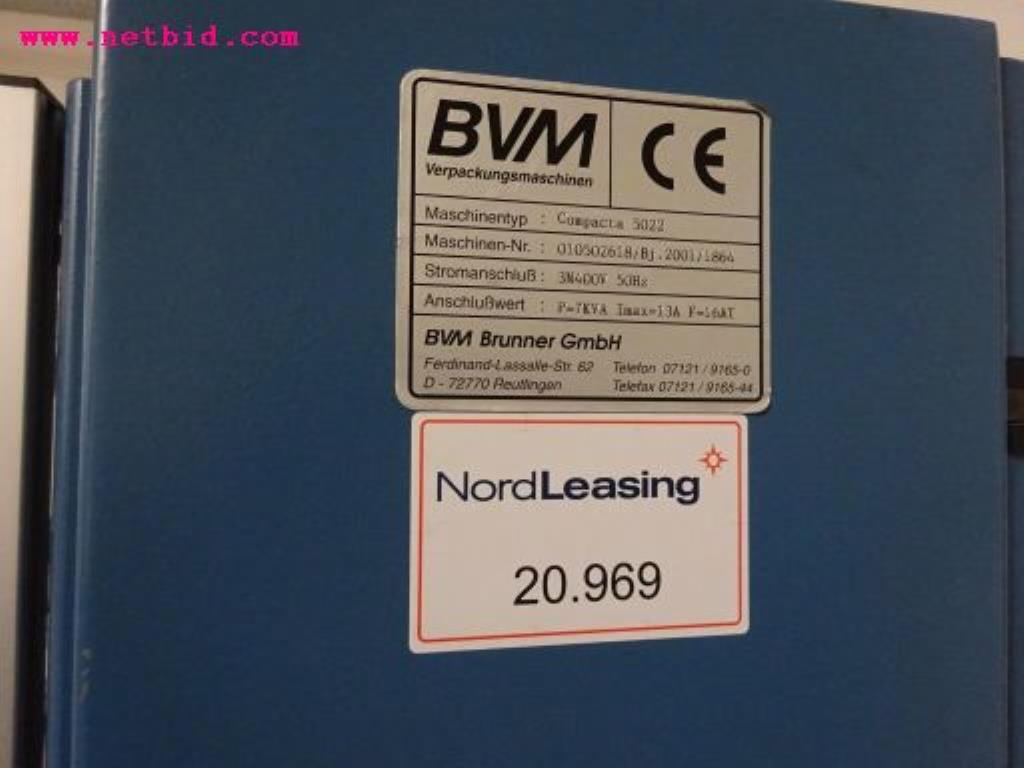 www.netbid.com
BVM
Verpackungsmaschinen
CE
Maschinentyp : Compacta 5022
Maschinen-Nr. : 010502618/Bj.2001/1864
Stromanschluß : 3N400V 50Hz
Anschlußwert : P=7KVA Imax=13A F=16AT
BVM Brunner GmbH
Ferdinand-Lassalle-Str. 62 Telefon 07121 / 9165-0
D - 72770 Reutlingen Telefax 07121 / 9165-44
NordLeasing
20.969